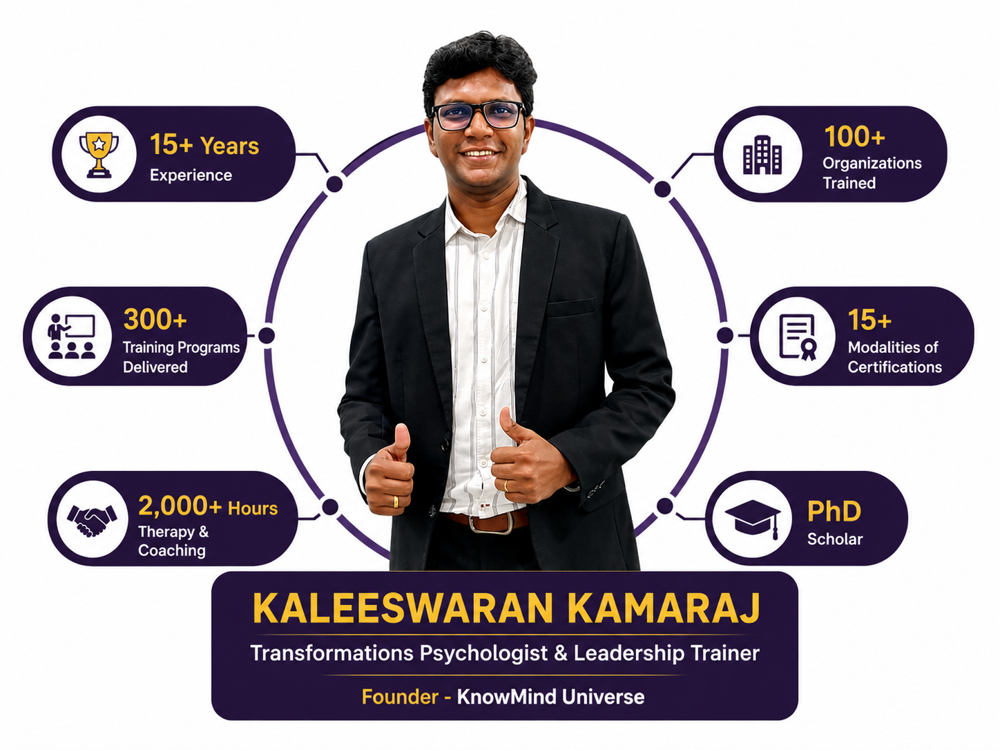 15+ Years
Experience
300+
Training Programs
Delivered
2,000+ Hours
Therapy &
Coaching
100+
Organizations
Trained
15+
Modalities of
Certifications
PhD
Scholar
KALEESWARAN KAMARAJ
Transformations Psychologist & Leadership Trainer
Founder - KnowMind Universe